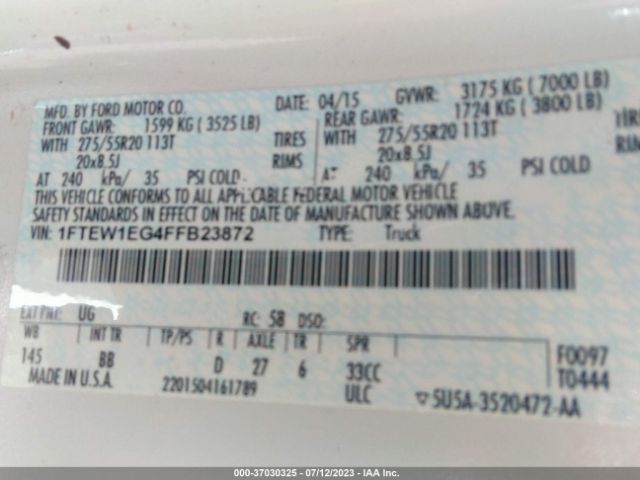 MFD. BY FORD MOTOR CO. DATE: 04/15 GVWR: 3175 KG ( 7000 LB)
FRONT GAWR: 1599 KG ( 3525 LB) REAR GAWR: 1724 KG ( 3800 LB)
WITH 275/55R20 113T TIRES WITH 275/55R20 113T TIRE
20x8.5J RIMS 20x8.5J RIMS
AT 240 kPa/ 35 PSI COLD AT 240 kPa/ 35 PSI COLD
THIS VEHICLE CONFORMS TO ALL APPLICABLE FEDERAL MOTOR VEHICLE
SAFETY STANDARDS IN EFFECT ON THE DATE OF MANUFACTURE SHOWN ABOVE.
VIN: 1FTEW1EG4FFB23872 TYPE: Truck
EXT PNT: UG RC: 58 DSO:
WB INT TR TP/PS R AXLE TR SPR
145 BB D 27 6 33CC F0097
MADE IN U.S.A. 2201504161789 ULC T0444
▽5U5A-3520472-AA
000-37030325 - 07/12/2023 - IAA Inc.